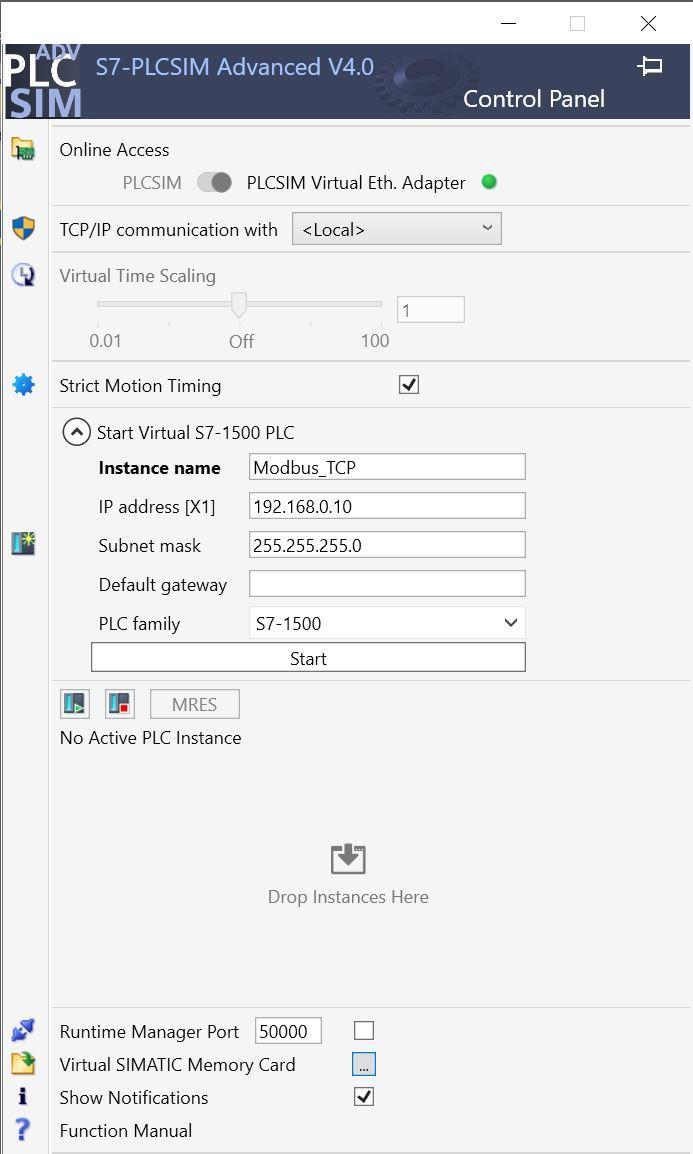 ADV
PLC
SIM
S7-PLCSIM Advanced V4.0
Control Panel
Online Access
PLCSIM PLCSIM Virtual Eth. Adapter
TCP/IP communication with <Local>
Virtual Time Scaling
1
0.01 Off 100
Strict Motion Timing
Start Virtual S7-1500 PLC
Instance name Modbus_TCP
IP address [X1] 192.168.0.10
Subnet mask 255.255.255.0
Default gateway
PLC family S7-1500
Start
MRES
No Active PLC Instance
Drop Instances Here
Runtime Manager Port 50000
Virtual SIMATIC Memory Card ...
Show Notifications
Function Manual